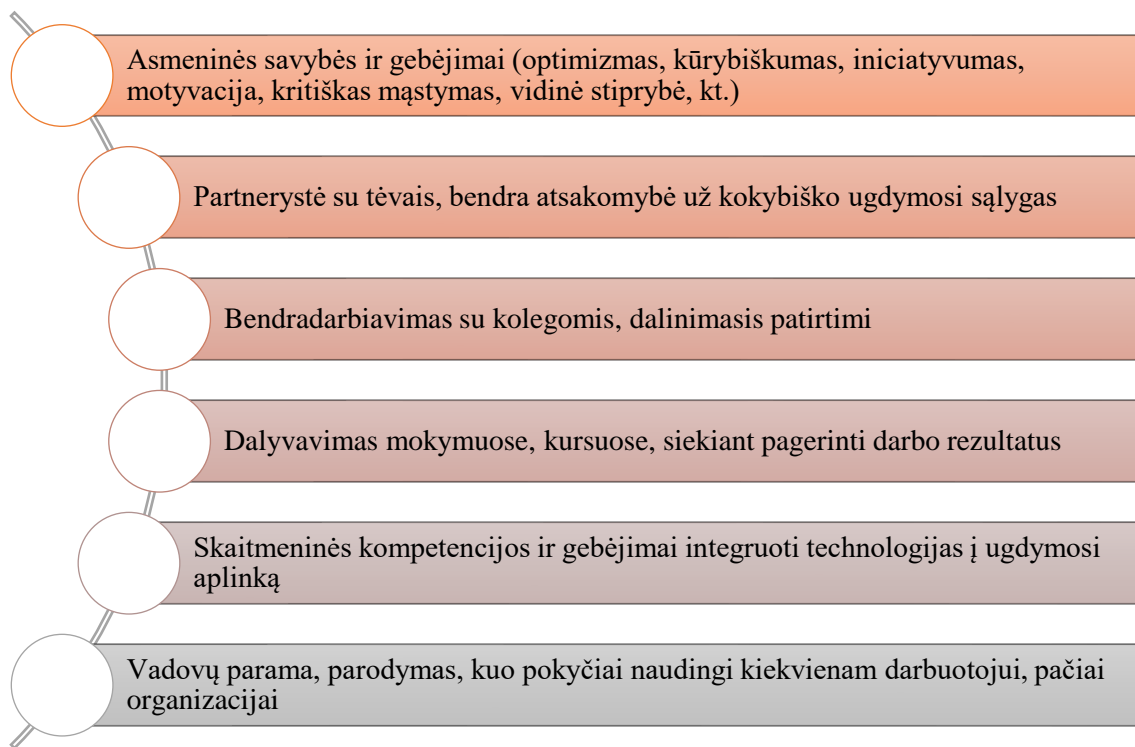 Asmeninės savybės ir gebėjimai (optimizmas, kūrybiškumas, iniciatyvumas,
motyvacija, kritiškas mąstymas, vidinė stiprybė, kt.)
Partnerystė su tėvais, bendra atsakomybė už kokybiško ugdymosi sąlygas
Bendradarbiavimas su kolegomis, dalinimasis patirtimi
Dalyvavimas mokymuose, kursuose, siekiant pagerinti darbo rezultatus
Skaitmeninės kompetencijos ir gebėjimai integruoti technologijas į ugdymosi
aplinką
Vadovų parama, parodymas, kuo pokyčiai naudingi kiekvienam darbuotojui, pačiai
organizacijai